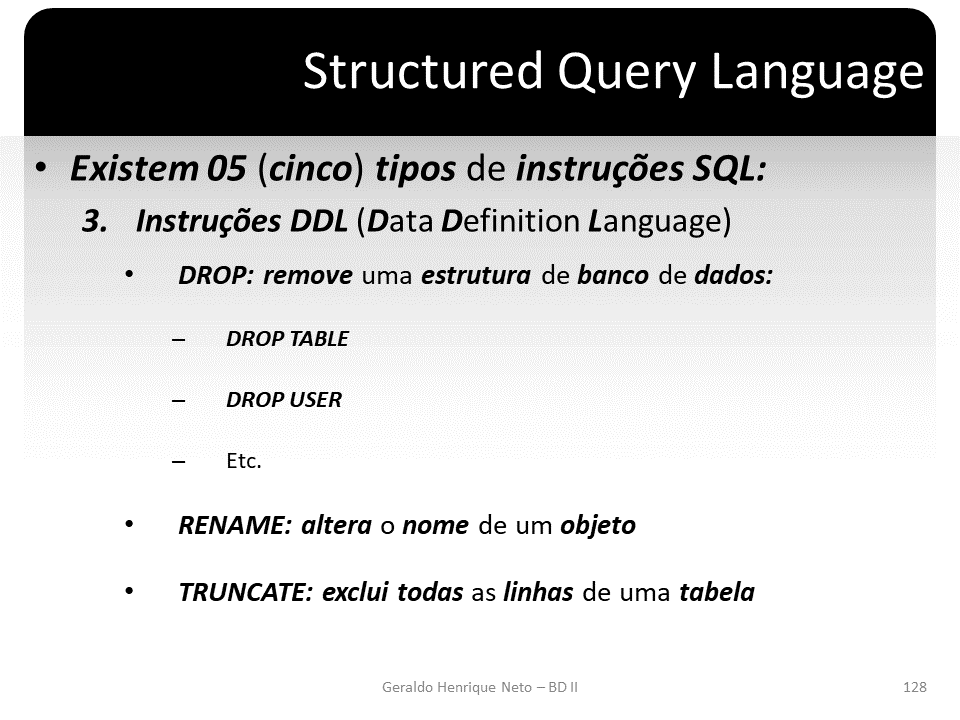 Structured Query Language
• Existem 05 (cinco) tipos de instruções SQL:
3. Instruções DDL (Data Definition Language)
• DROP: remove uma estrutura de banco de dados:
– DROP TABLE
– DROP USER
– Etc.
• RENAME: altera o nome de um objeto
• TRUNCATE: exclui todas as linhas de uma tabela
Geraldo Henrique Neto – BD II 128